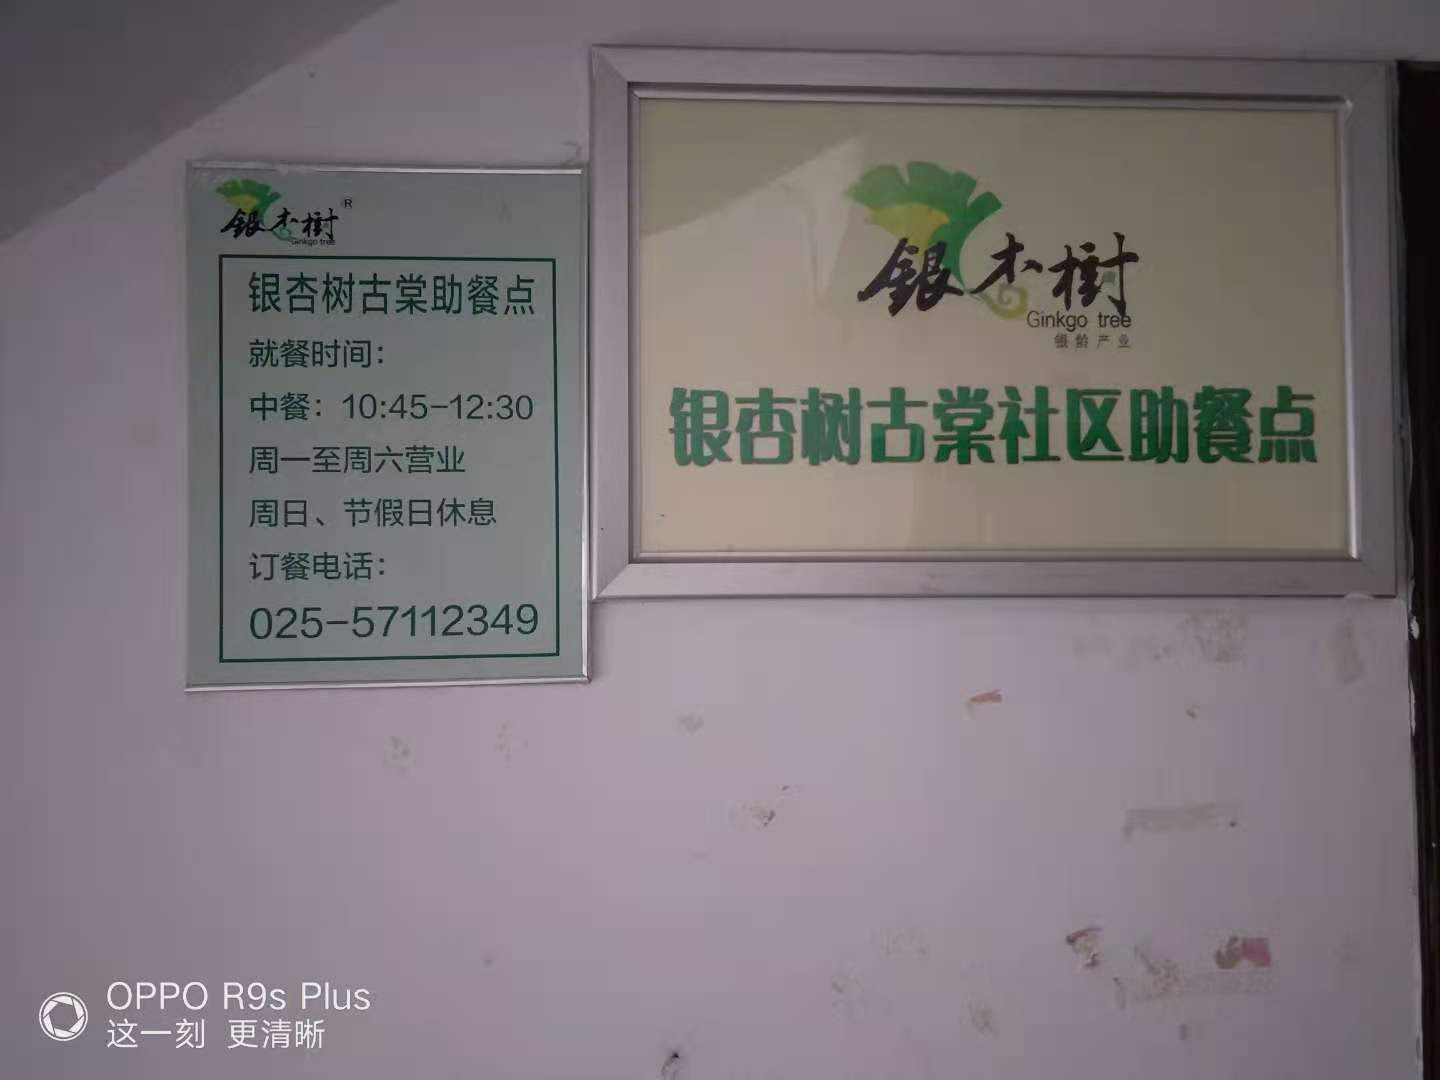 银杏树
R
Ginkgo tree
银杏树古棠助餐点
就餐时间：
中餐：10:45-12:30
周一至周六营业
周日、节假日休息
订餐电话：
025-57112349
银杏树
Ginkgo tree
银龄产业
银杏树古棠社区助餐点
OPPO R9s Plus
这一刻 更清晰